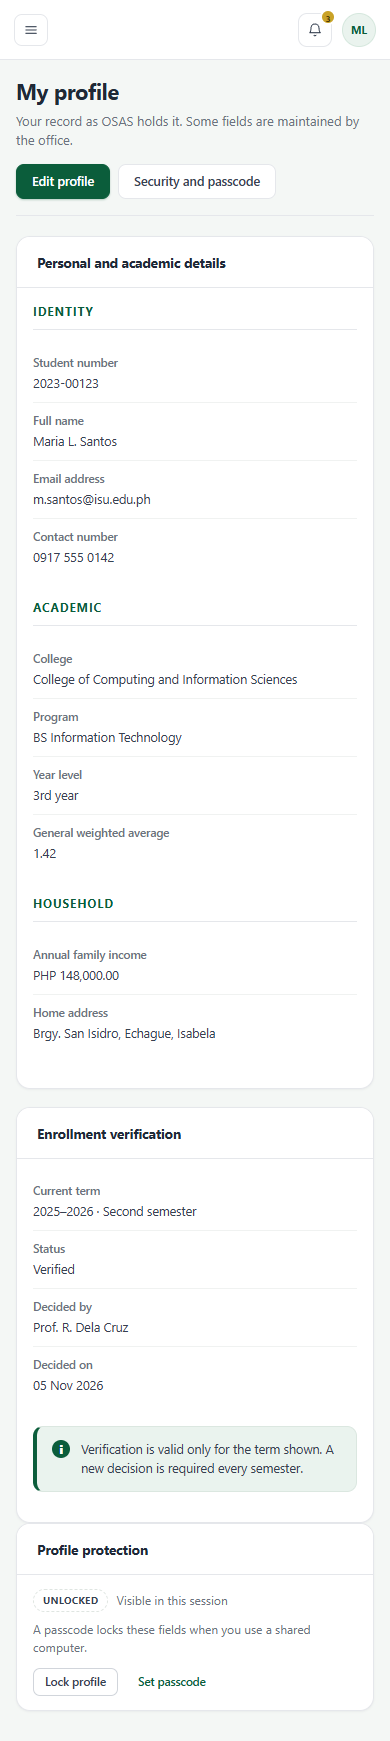 3
ML
My profile
Your record as OSAS holds it. Some fields are maintained by
the office.
Edit profile
Security and passcode
Personal and academic details
IDENTITY
Student number
2023-00123
Full name
Maria L. Santos
Email address
m.santos@isu.edu.ph
Contact number
0917 555 0142
ACADEMIC
College
College of Computing and Information Sciences
Program
BS Information Technology
Year level
3rd year
General weighted average
1.42
HOUSEHOLD
Annual family income
PHP 148,000.00
Home address
Brgy. San Isidro, Echague, Isabela
Enrollment verification
Current term
2025–2026 · Second semester
Status
Verified
Decided by
Prof. R. Dela Cruz
Decided on
05 Nov 2026
Verification is valid only for the term shown. A
new decision is required every semester.
Profile protection
UNLOCKED Visible in this session
A passcode locks these fields when you use a shared
computer.
Lock profile
Set passcode